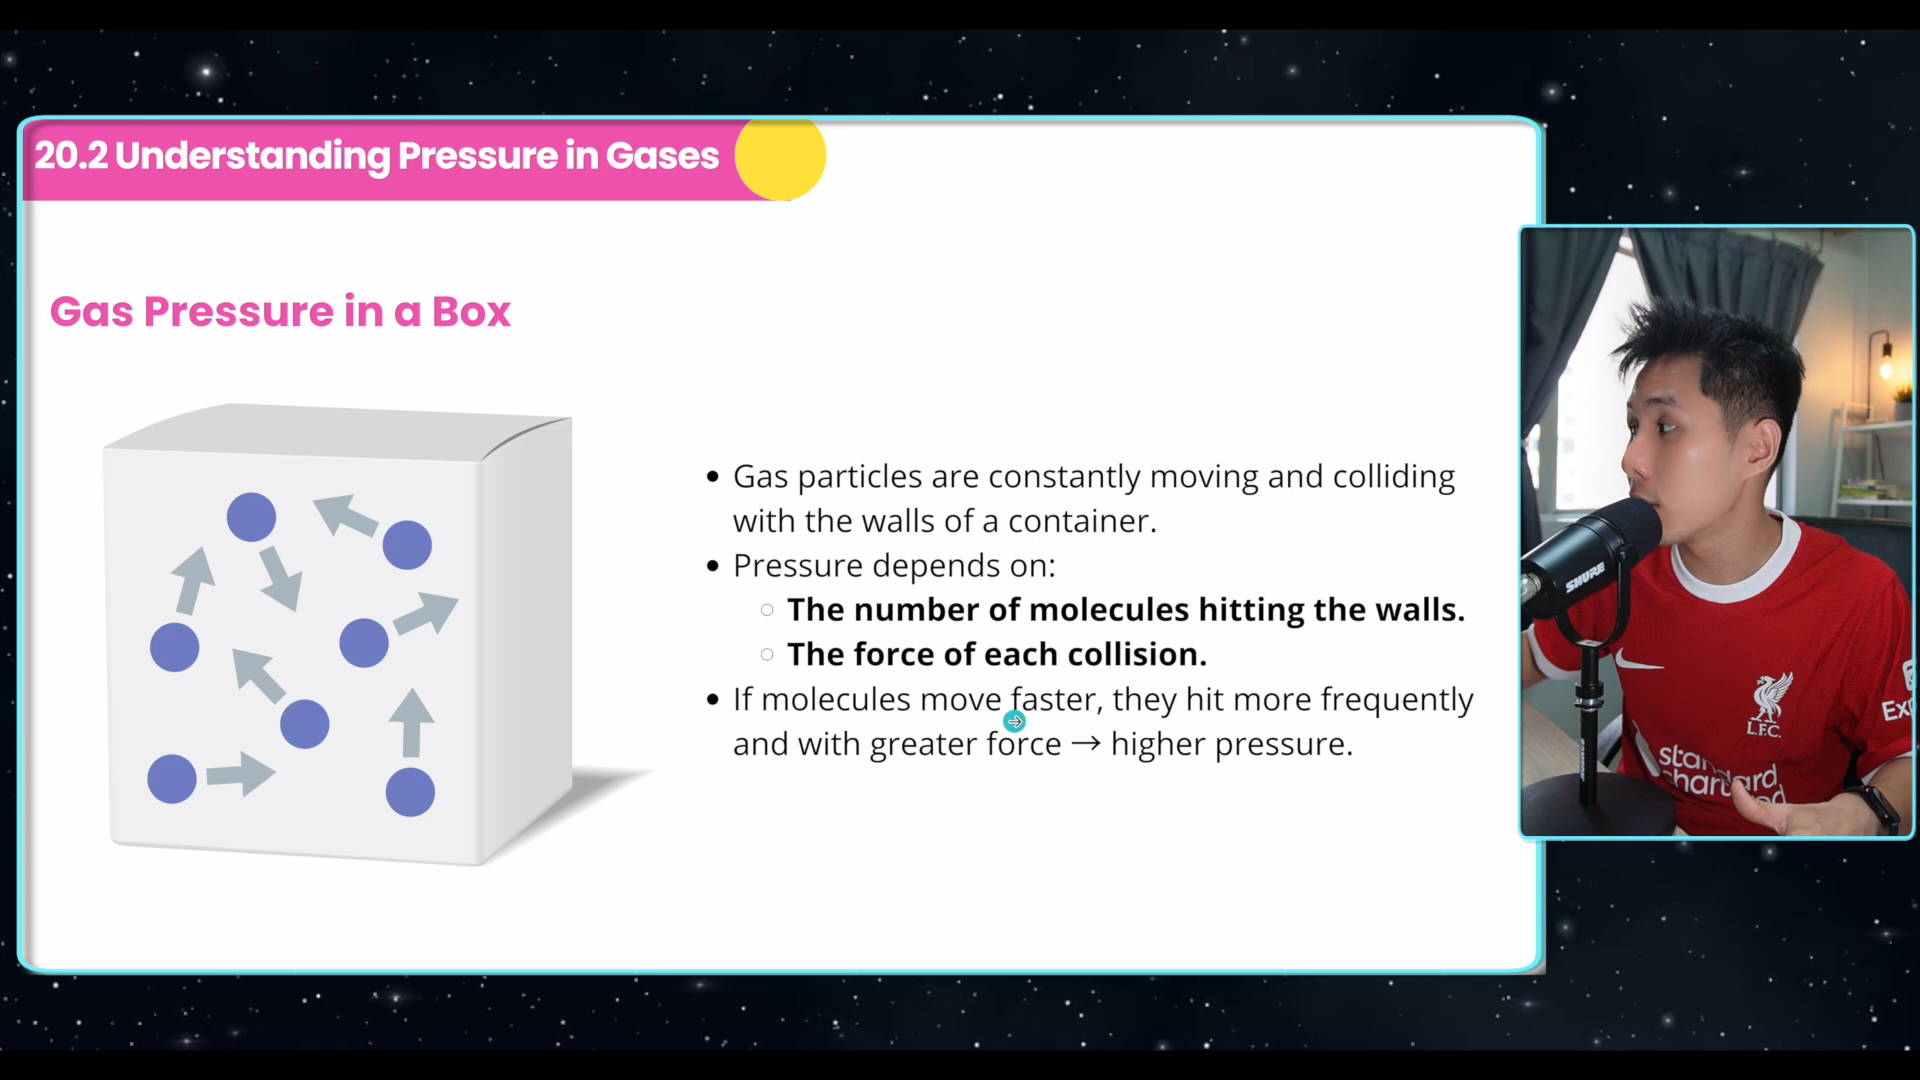 20.2 Understanding Pressure in Gases
Gas Pressure in a Box
• Gas particles are constantly moving and colliding
with the walls of a container.
• Pressure depends on:
○ The number of molecules hitting the walls.
○ The force of each collision.
• If molecules move faster, they hit more frequently
and with greater force → higher pressure.
SHURE
L.F.C.
standard
chartered